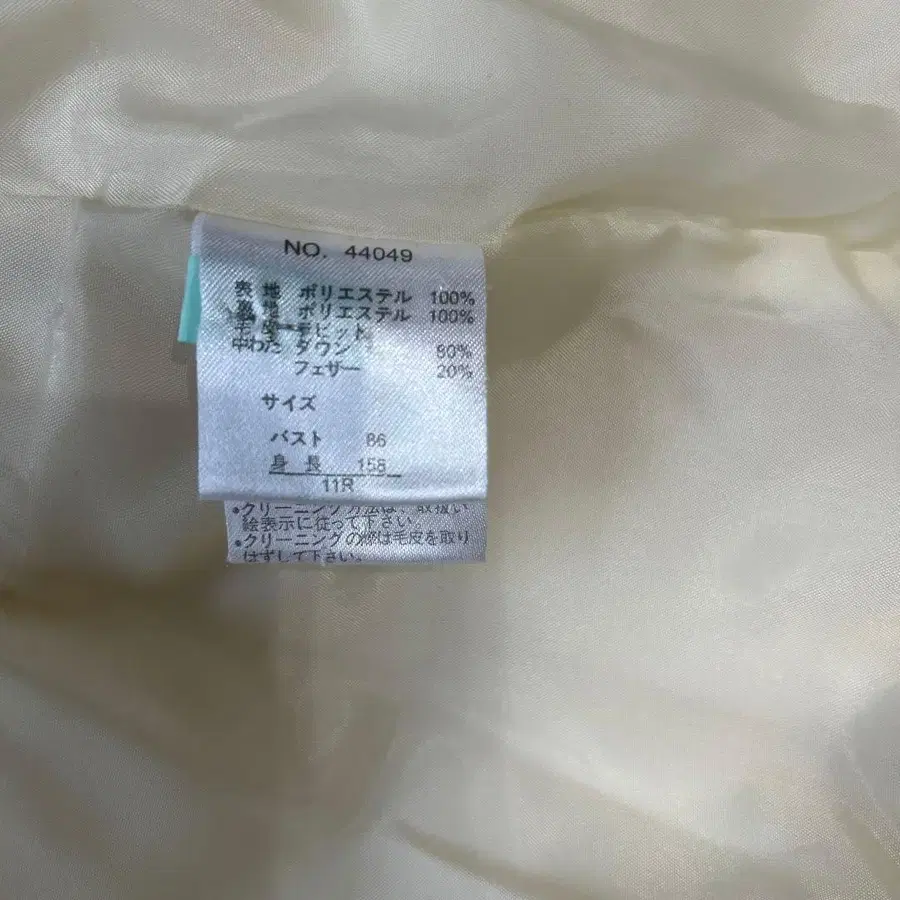 NO. 44049
表 地 ポリエステル 100%
裏 地 ポリエステル 100%
毛 皮 ラビット
中わた ダウン 80%
フェザー 20%
サイズ
バスト 86
身 長 158
11R
•クリーニング方法は、取扱い
絵表示に従って下さい。
•クリーニングの際は毛皮を取り
はずして下さい。